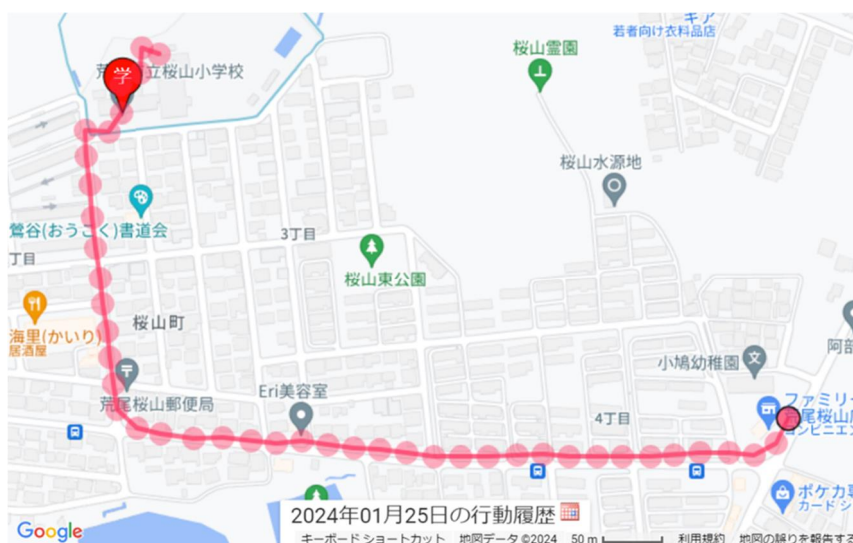 キア
若者向け衣料品店
桜山霊園
立桜山小学校
学
桜山水源地
鶯谷(おうこく)書道会
3丁目
丁目
桜山東公園
海里(かいり)
居酒屋
桜山町
小鳩幼稚園
阿部
荒尾桜山郵便局
Eri美容室
4丁目
ファミリー
荒尾桜山店
コンビニエン
ポケカ専
カード シ
2024年01月25日の行動履歴
Google
キーボード ショートカット 地図データ ©2024 50 m 利用規約 地図の誤りを報告する